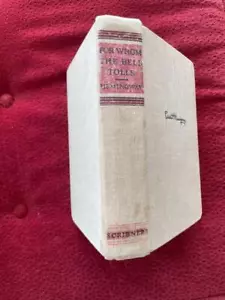 FOR WHOM
THE BELL
TOLLS
HEMINGWAY
SCRIBNERS